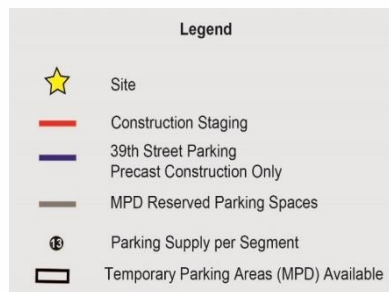 Legend
Site
Construction Staging
39th Street Parking
Precast Construction Only
MPD Reserved Parking Spaces
13 Parking Supply per Segment
Temporary Parking Areas (MPD) Available